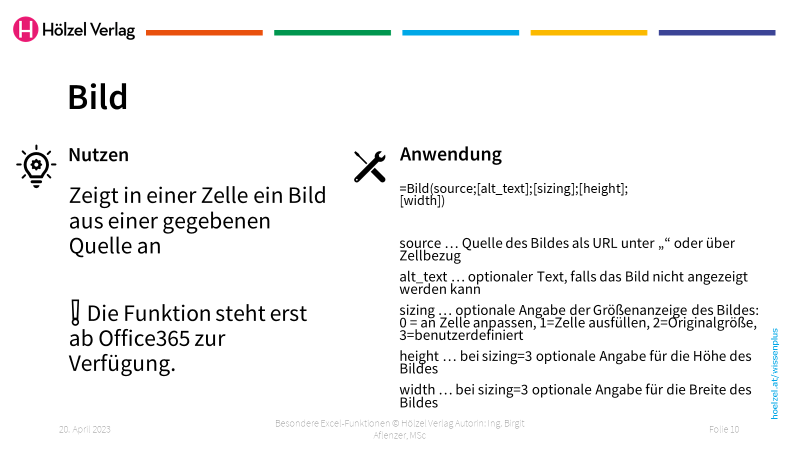 Hölzel Verlag
Bild
Nutzen
Zeigt in einer Zelle ein Bild
aus einer gegebenen
Quelle an
Die Funktion steht erst
ab Office365 zur
Verfügung.
Anwendung
=Bild(source;[alt_text];[sizing];[height];
[width])
source … Quelle des Bildes als URL unter „“ oder über
Zellbezug
alt_text … optionaler Text, falls das Bild nicht angezeigt
werden kann
sizing … optionale Angabe der Größenanzeige des Bildes:
0 = an Zelle anpassen, 1=Zelle ausfüllen, 2=Originalgröße,
3=benutzerdefiniert
height … bei sizing=3 optionale Angabe für die Höhe des
Bildes
width … bei sizing=3 optionale Angabe für die Breite des
Bildes
hoelzel.at/wissenplus
20. April 2023
Besondere Excel-Funktionen © Hölzel Verlag Autorin: Ing. Birgit
Aflenzer, MSc
Folie 10